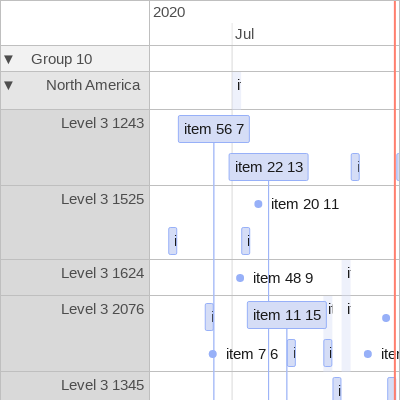 2020
Jul
▼ Group 10
▼ North America
Level 3 1243
item 56 7
item 22 13
Level 3 1525
item 20 11
Level 3 1624
item 48 9
Level 3 2076
item 11 15
item 7 6
Level 3 1345